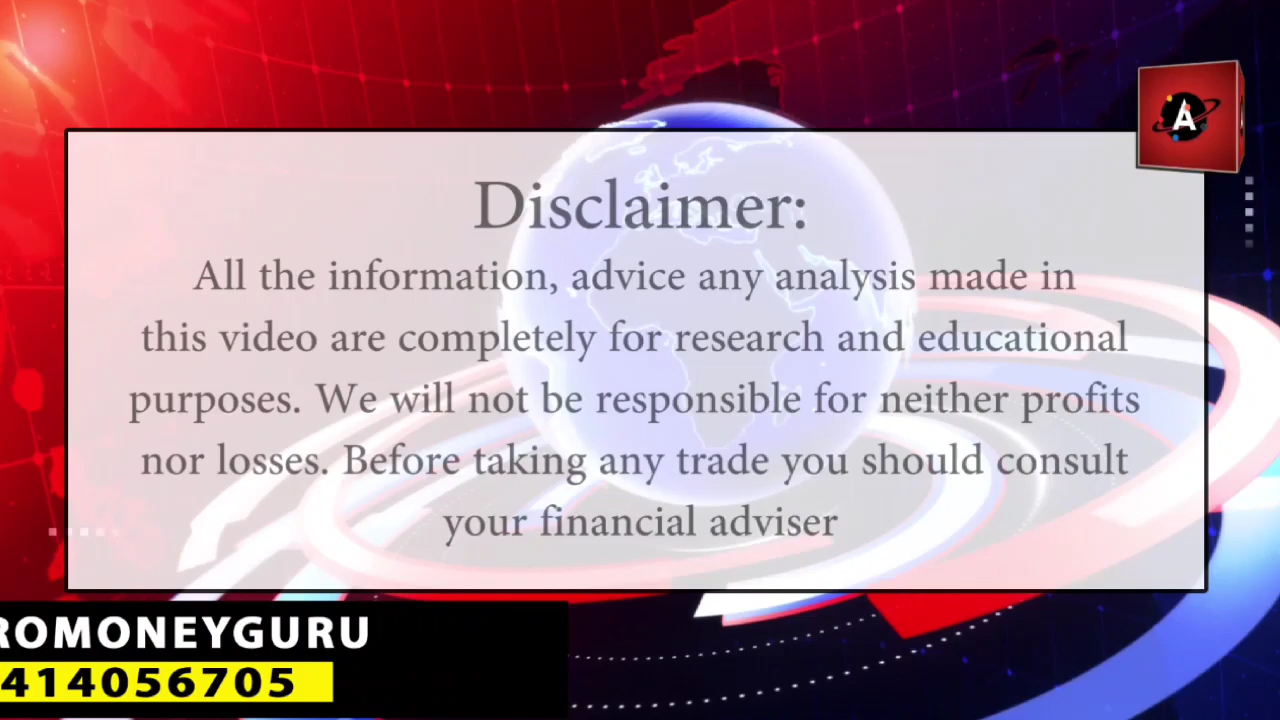 A
Disclaimer:
All the information, advice any analysis made in
this video are completely for research and educational
purposes. We will not be responsible for neither profits
nor losses. Before taking any trade you should consult
your financial adviser
ROMONEYGURU
414056705